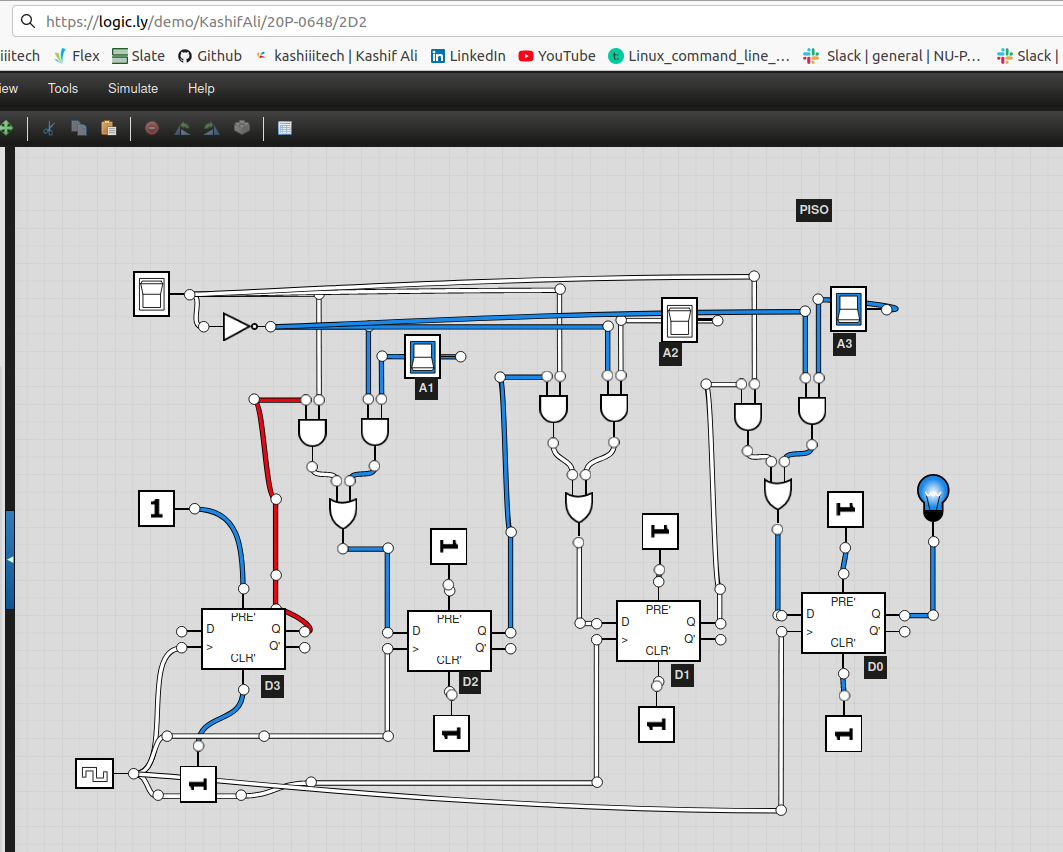 https://logic.ly/demo/KashifAli/20P-0648/2D2
iiitech Flex Slate Github kashiiitech | Kashif Ali LinkedIn YouTube Linux_command_line_... Slack | general | NU-P... Slack |
iew Tools Simulate Help
PISO
A1
A2
A3
1
1
1
1
PRE'
D Q
> Q'
CLR'
D3
PRE'
D Q
> Q'
CLR'
D2
PRE'
D Q
> Q'
CLR'
D1
PRE'
D Q
> Q'
CLR'
D0
1
1
1
1